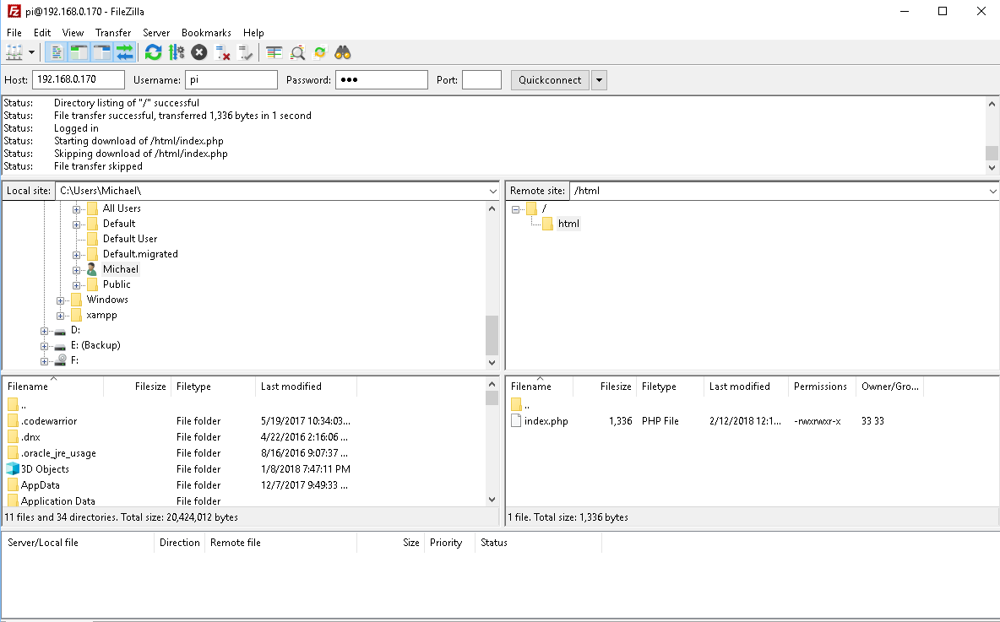 pi@192.168.0.170 - FileZilla
File Edit View Transfer Server Bookmarks Help
Host: 192.168.0.170 Username: pi Password: ●●● Port: Quickconnect
Status: Directory listing of "/" successful
Status: File transfer successful, transferred 1,336 bytes in 1 second
Status: Logged in
Status: Starting download of /html/index.php
Status: Skipping download of /html/index.php
Status: File transfer skipped
Local site: C:\Users\Michael\
All Users
Default
Default User
Default.migrated
Michael
Public
Windows
xampp
D:
E: (Backup)
F:
Filename Filesize Filetype Last modified
..
.codewarrior File folder 5/19/2017 10:34:03...
.dnx File folder 4/22/2016 2:16:06 ...
.oracle_jre_usage File folder 8/16/2016 9:07:37 ...
3D Objects File folder 1/8/2018 7:47:11 PM
AppData File folder 12/7/2017 9:49:33 ...
Application Data File folder
11 files and 34 directories. Total size: 20,424,012 bytes
Remote site: /html
/
html
Filename Filesize Filetype Last modified Permissions Owner/Gro...
..
index.php 1,336 PHP File 2/12/2018 12:1... -rwxrwxr-x 33 33
1 file. Total size: 1,336 bytes
Server/Local file Direction Remote file Size Priority Status